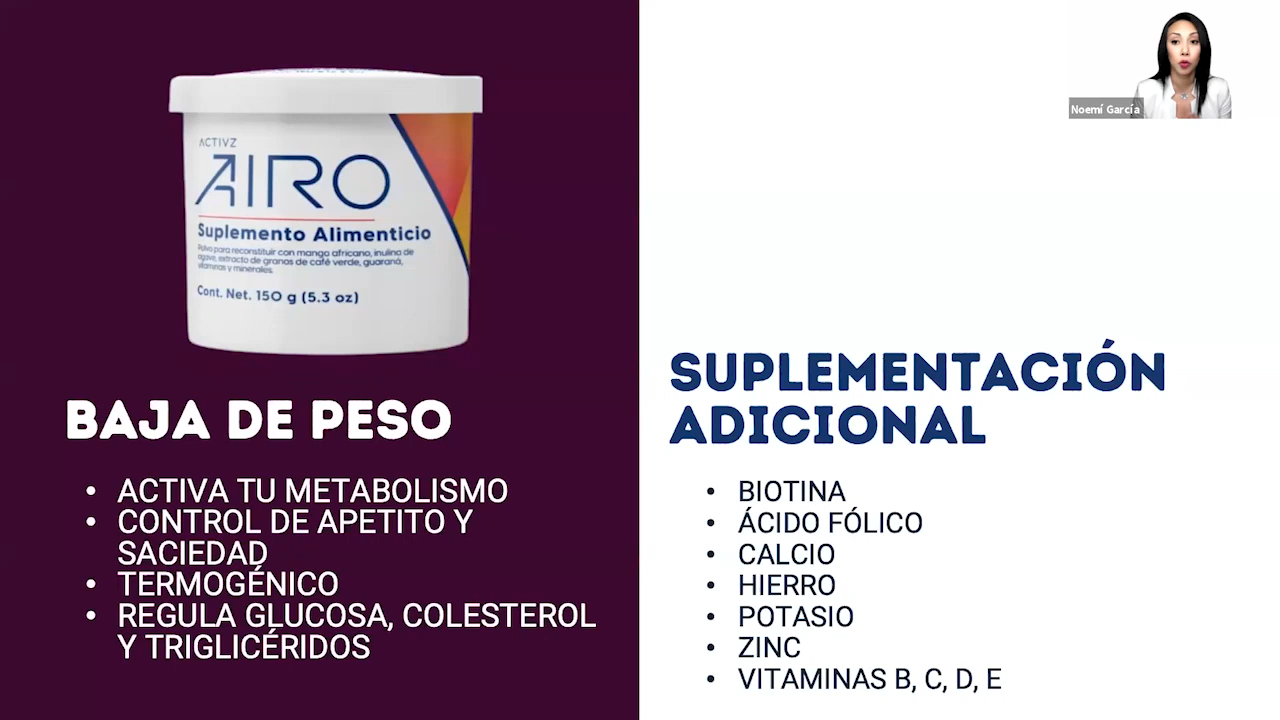 ACTIVZ
AIRO
Suplemento Alimenticio
Polvo para reconstituir con mango africano, inulina de
agave, extracto de granos de café verde, guaraná,
vitaminas y minerales.
Cont. Net. 150 g (5.3 oz)
BAJA DE PESO
• ACTIVA TU METABOLISMO
• CONTROL DE APETITO Y
SACIEDAD
• TERMOGÉNICO
• REGULA GLUCOSA, COLESTEROL
Y TRIGLICÉRIDOS
Noemí García
SUPLEMENTACIÓN
ADICIONAL
• BIOTINA
• ÁCIDO FÓLICO
• CALCIO
• HIERRO
• POTASIO
• ZINC
• VITAMINAS B, C, D, E